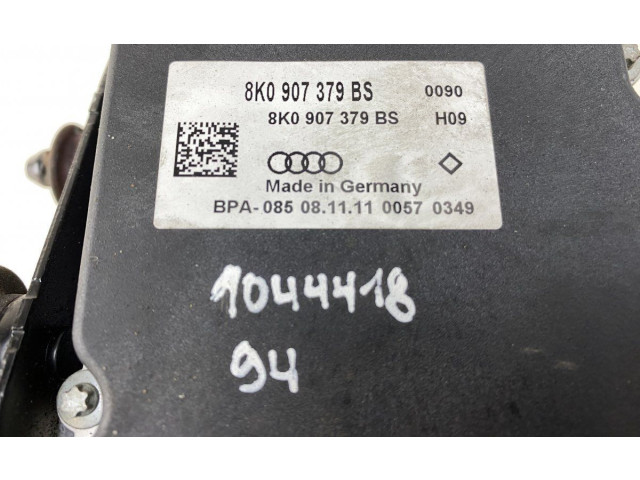 8K0 907 379 BS 0090
8K0 907 379 BS H09
Made in Germany
BPA-085 08.11.11 0057 0349
1044418
94